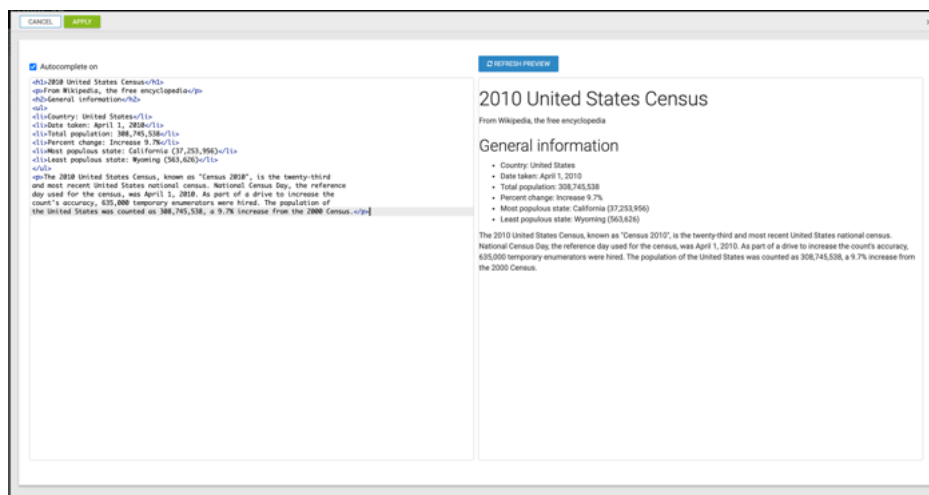 CANCEL APPLY
Autocomplete on
<h1>2010 United States Census</h1>
<p>From Wikipedia, the free encyclopedia</p>
<h2>General information</h2>
<ul>
<li>Country: United States</li>
<li>Date taken: April 1, 2010</li>
<li>Total population: 308,745,538</li>
<li>Percent change: Increase 9.7%</li>
<li>Most populous state: California (37,253,956)</li>
<li>Least populous state: Wyoming (563,626)</li>
</ul>
<p>The 2010 United States Census, known as "Census 2010", is the twenty-third
and most recent United States national census. National Census Day, the reference
day used for the census, was April 1, 2010. As part of a drive to increase the
count's accuracy, 635,000 temporary enumerators were hired. The population of
the United States was counted as 308,745,538, a 9.7% increase from the 2000 Census.</p>
REFRESH PREVIEW
2010 United States Census
From Wikipedia, the free encyclopedia
General information
• Country: United States
• Date taken: April 1, 2010
• Total population: 308,745,538
• Percent change: Increase 9.7%
• Most populous state: California (37,253,956)
• Least populous state: Wyoming (563,626)
The 2010 United States Census, known as "Census 2010", is the twenty-third and most recent United States national census.
National Census Day, the reference day used for the census, was April 1, 2010. As part of a drive to increase the count's accuracy,
635,000 temporary enumerators were hired. The population of the United States was counted as 308,745,538, a 9.7% increase from
the 2000 Census.